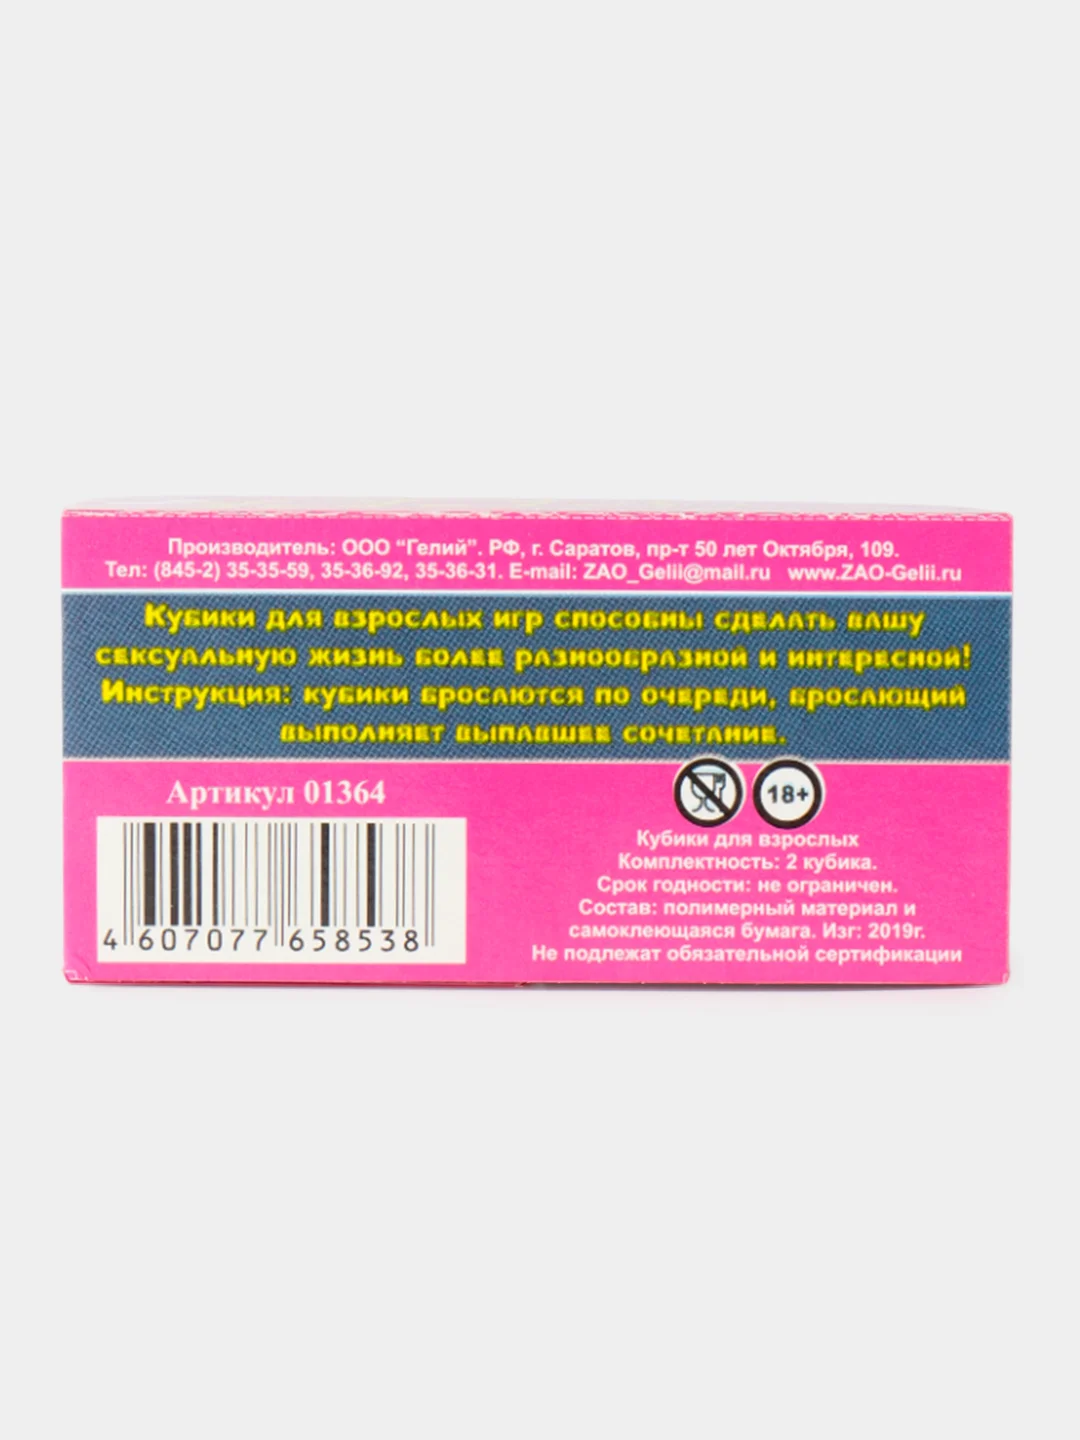 Производитель: ООО “Гелий”. РФ, г. Саратов, пр-т 50 лет Октября, 109.
Тел: (845-2) 35-35-59, 35-36-92, 35-36-31. E-mail: ZAO_Gelii@mail.ru www.ZAO-Gelii.ru
Кубики для взрослых игр способны сделать вашу
сексуальную жизнь более разнообразной и интересной!
Инструкция: кубики бросаются по очереди, бросающий
выполняет выпавшее сочетание.
Артикул 01364
4 607077 658538
18+
Кубики для взрослых
Комплектность: 2 кубика.
Срок годности: не ограничен.
Состав: полимерный материал и
самоклеющаяся бумага. Изг: 2019г.
Не подлежат обязательной сертификации